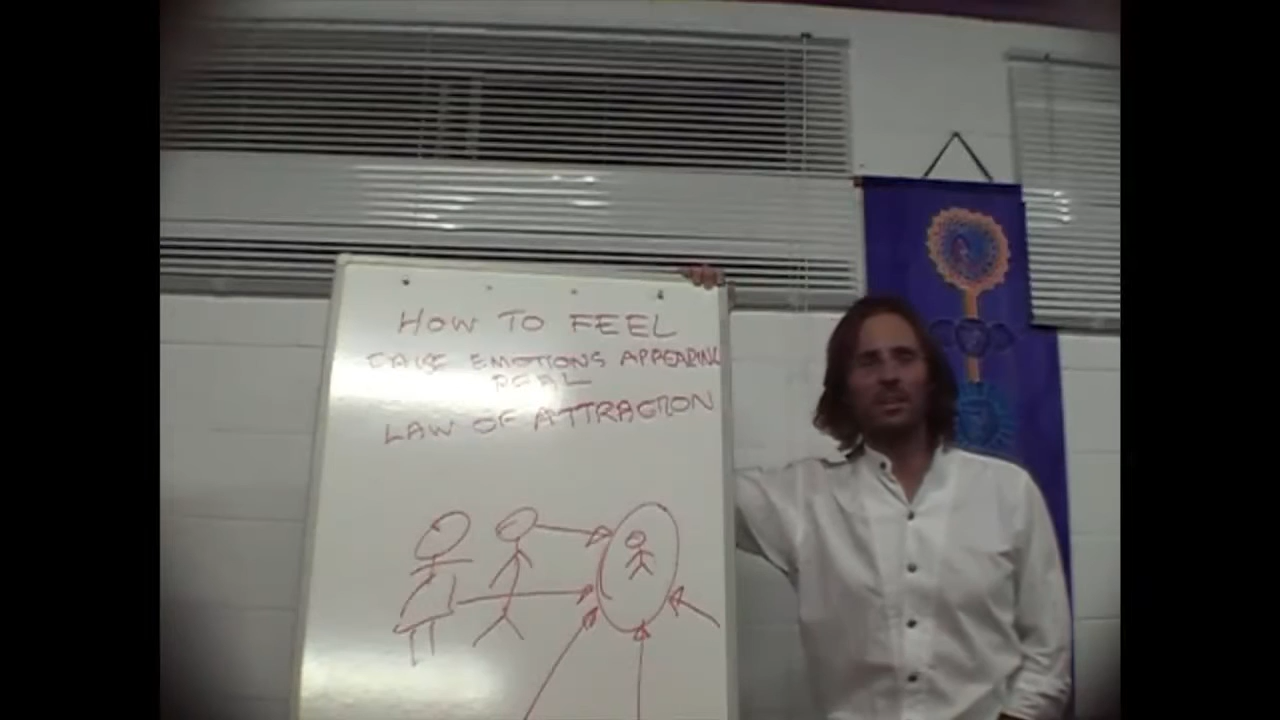 HOW TO FEEL
FALSE EMOTIONS APPEARING
REAL
LAW OF ATTRACTION